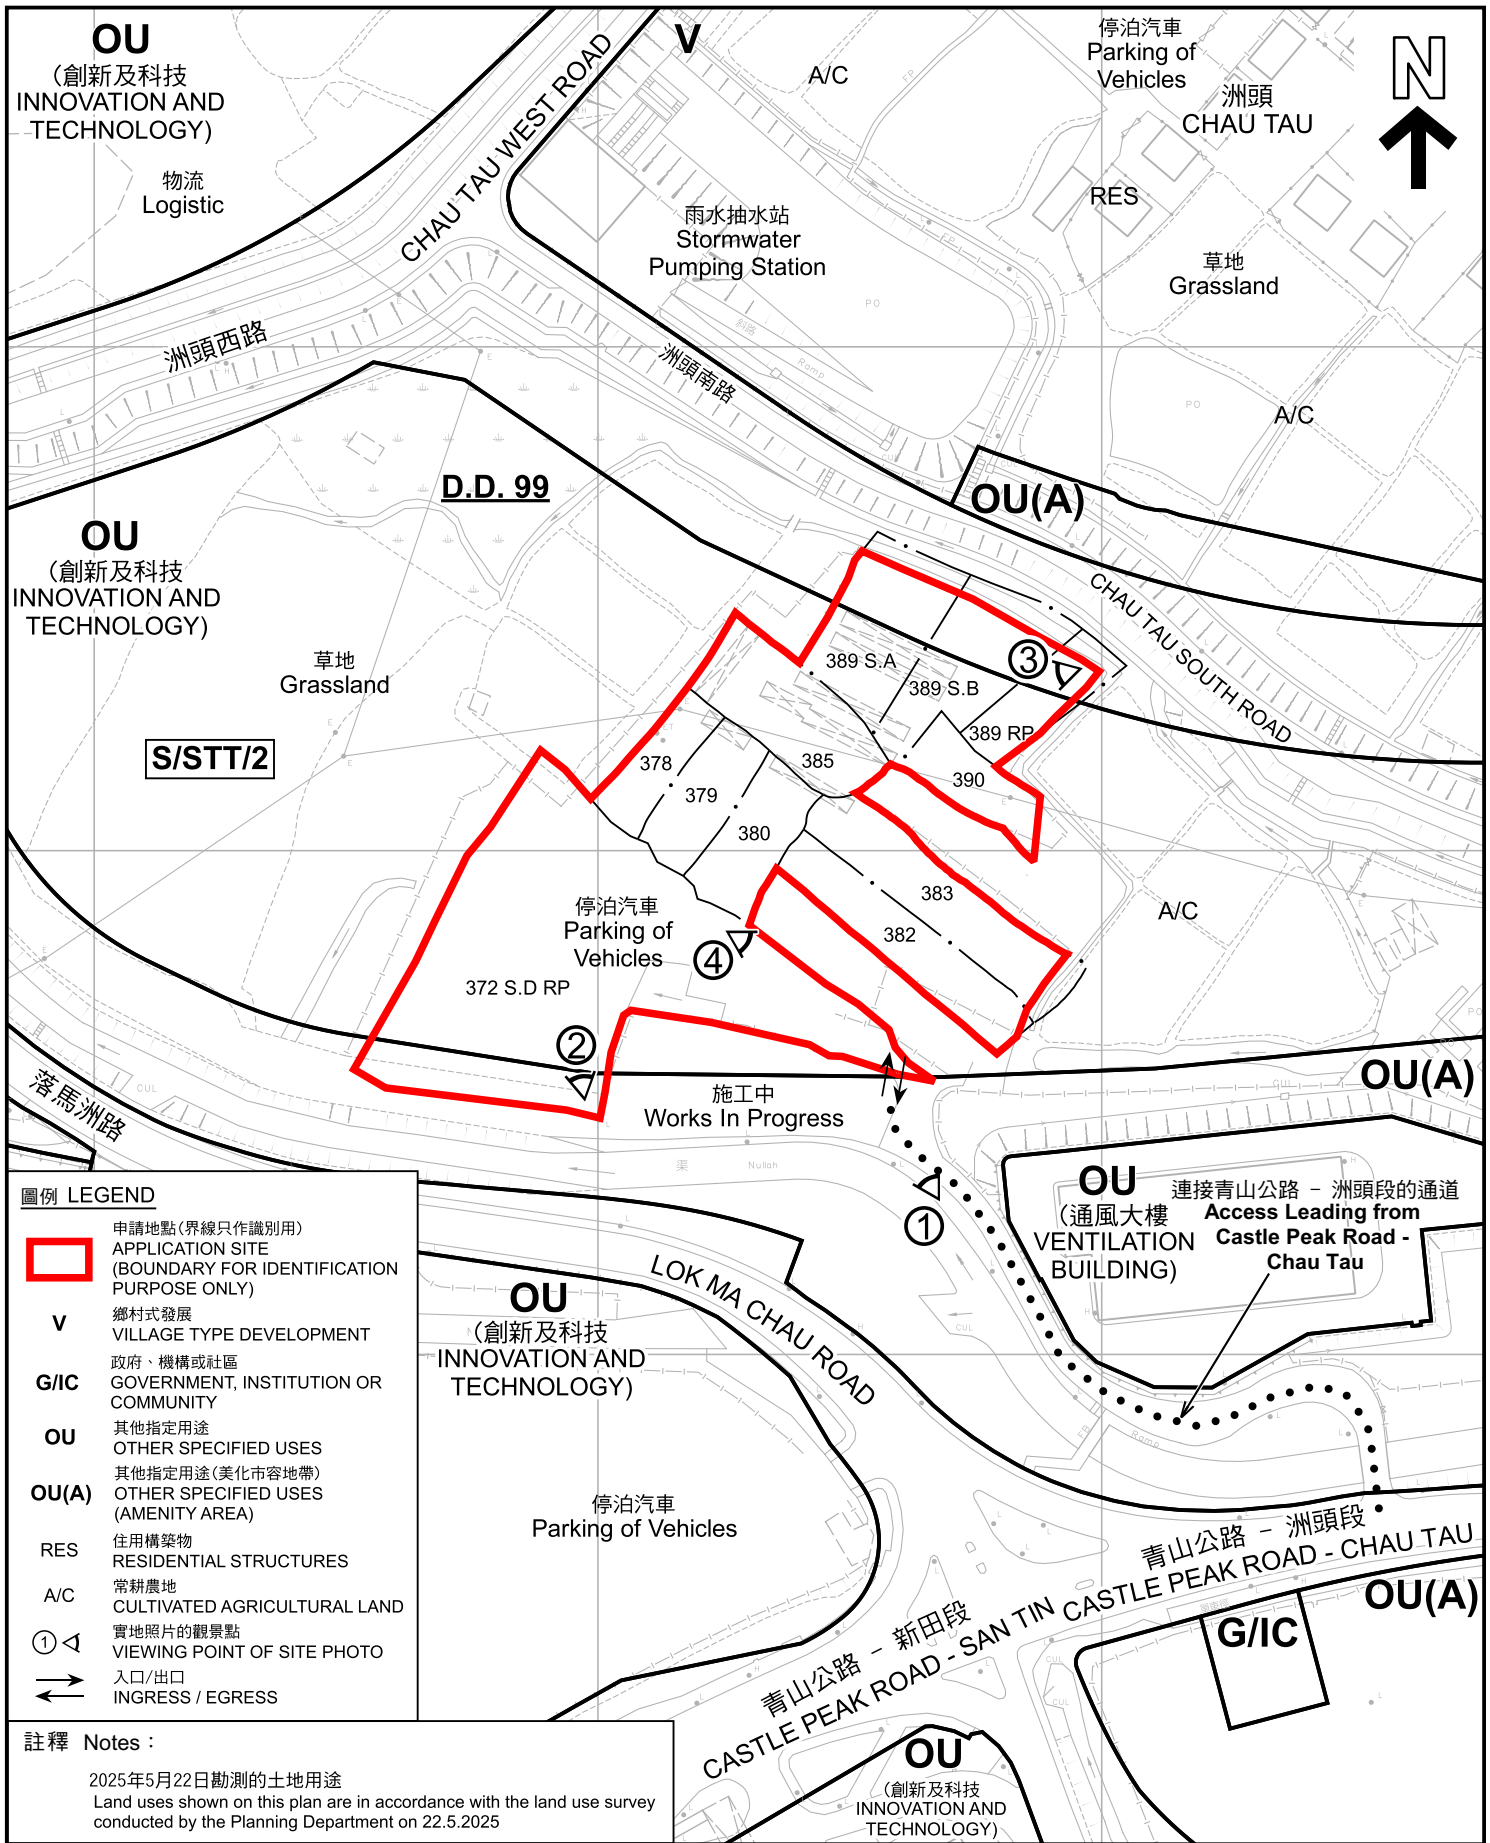 OU
(創新及科技
INNOVATION AND
TECHNOLOGY)
物流
Logistic
CHAU TAU WEST ROAD
洲頭西路
V
A/C
停泊汽車
Parking of
Vehicles
洲頭
CHAU TAU
N
RES
雨水抽水站
Stormwater
Pumping Station
草地
Grassland
PO
斜路
Ramp
洲頭南路
PO
A/C
D.D. 99
OU(A)
OU
(創新及科技
INNOVATION AND
TECHNOLOGY)
草地
Grassland
S/STT/2
CHAU TAU SOUTH ROAD
389 S.A
389 S.B
389 RP
3
378
379
380
385
390
383
382
A/C
停泊汽車
Parking of
Vehicles
4
372 S.D RP
2
施工中
Works In Progress
OU(A)
落馬洲路
CUL
渠
Nullah
1
OU
(通風大樓
VENTILATION
BUILDING)
連接青山公路 - 洲頭段的通道
Access Leading from
Castle Peak Road -
Chau Tau
LOK MA CHAU ROAD
OU
(創新及科技
INNOVATION AND
TECHNOLOGY)
CUL
FB
Ramp
停泊汽車
Parking of Vehicles
青山公路 - 洲頭段
CASTLE PEAK ROAD - CHAU TAU
青山公路 - 新田段
CASTLE PEAK ROAD - SAN TIN
OU(A)
G/IC
CUL
CUL
OU
(創新及科技
INNOVATION AND
TECHNOLOGY)
圖例 LEGEND
申請地點(界線只作識別用)
APPLICATION SITE
(BOUNDARY FOR IDENTIFICATION
PURPOSE ONLY)
V
鄉村式發展
VILLAGE TYPE DEVELOPMENT
G/IC
政府、機構或社區
GOVERNMENT, INSTITUTION OR
COMMUNITY
OU
其他指定用途
OTHER SPECIFIED USES
OU(A)
其他指定用途(美化市容地帶)
OTHER SPECIFIED USES
(AMENITY AREA)
RES
住用構築物
RESIDENTIAL STRUCTURES
A/C
常耕農地
CULTIVATED AGRICULTURAL LAND
1
實地照片的觀景點
VIEWING POINT OF SITE PHOTO
入口/出口
INGRESS / EGRESS
註釋 Notes :
2025年5月22日勘測的土地用途
Land uses shown on this plan are in accordance with the land use survey
conducted by the Planning Department on 22.5.2025